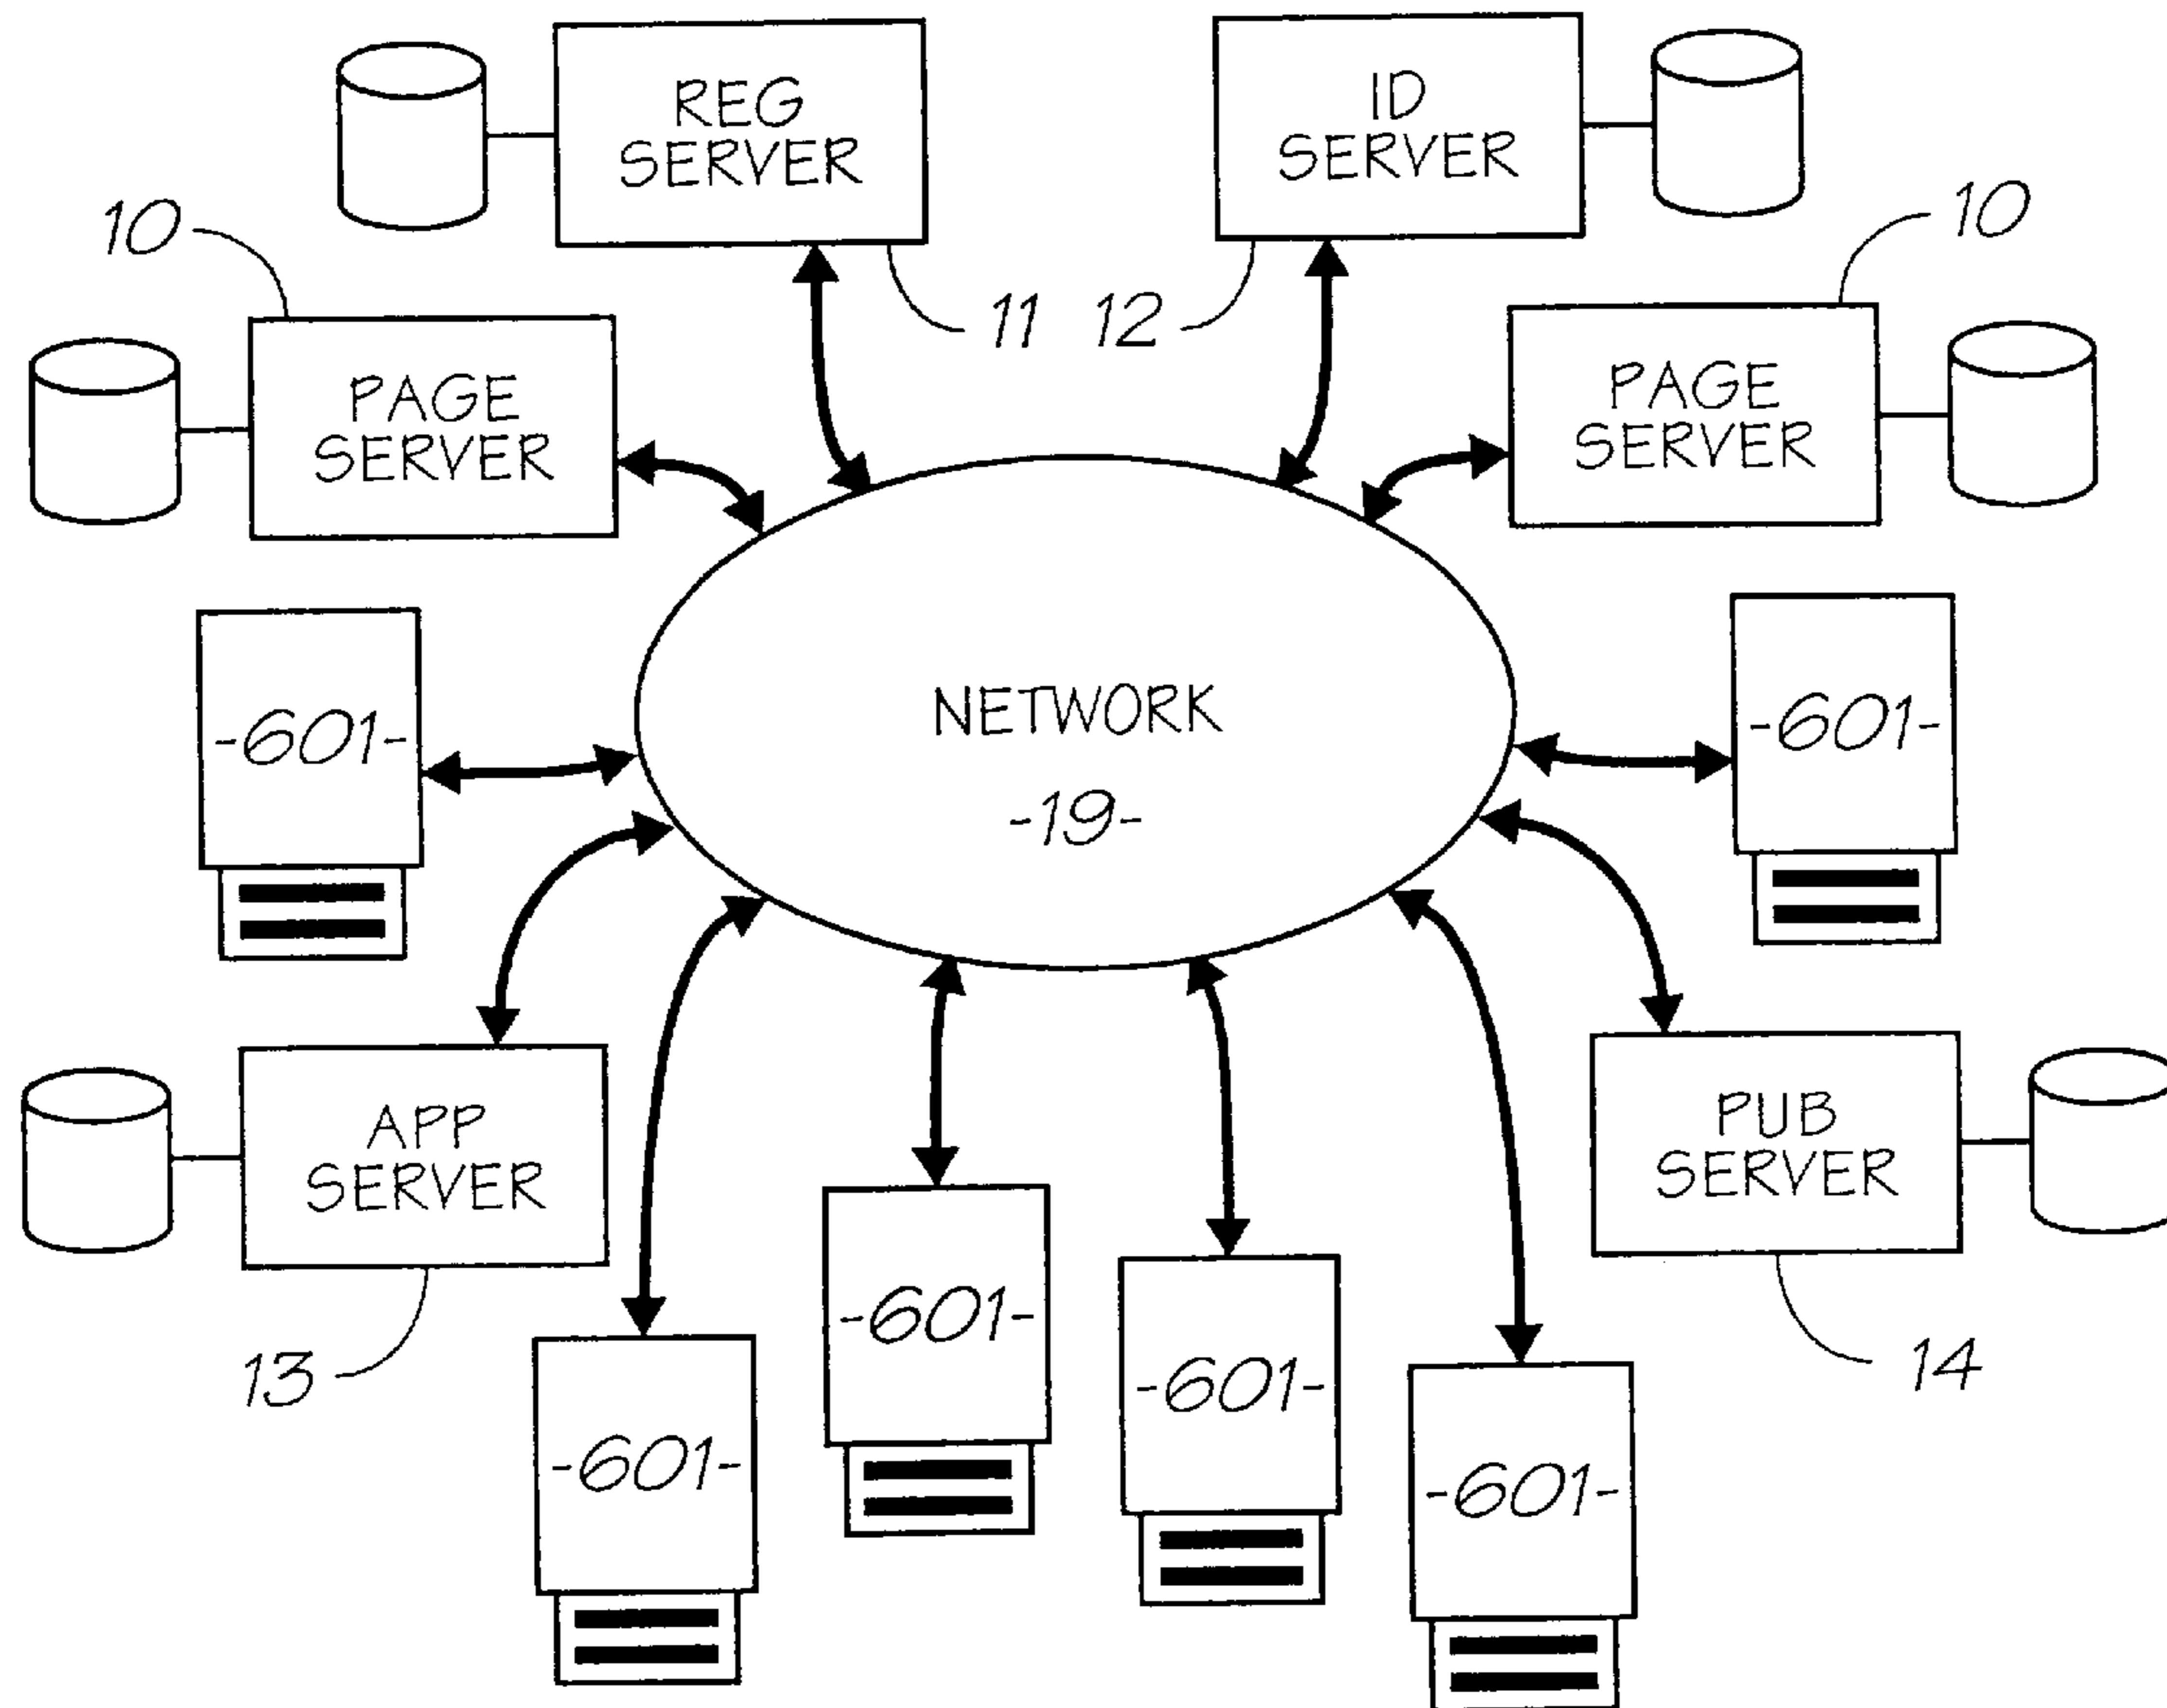 REG
SERVER
ID
SERVER
10
10
11
12
PAGE
SERVER
PAGE
SERVER
-601-
NETWORK
-19-
-601-
APP
SERVER
PUB
SERVER
13
-601-
-601-
-601-
-601-
14